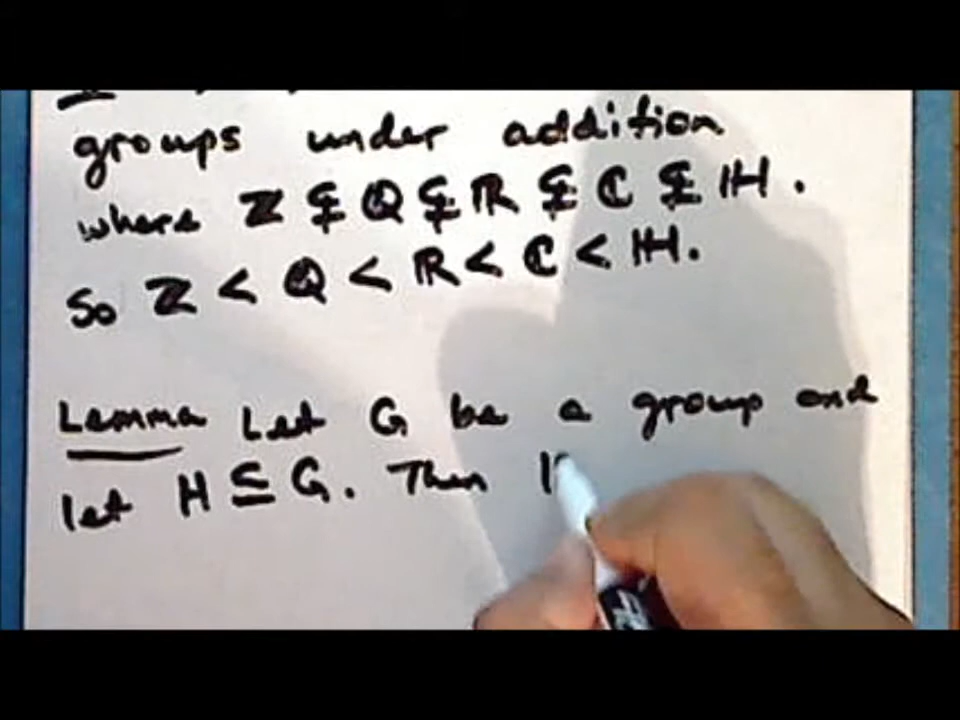 groups under addition
where ℤ ⊊ ℚ ⊊ ℝ ⊊ ℂ ⊊ ℍ.
So ℤ < ℚ < ℝ < ℂ < ℍ.
Lemma Let G be a group and
let H ⊆ G. Then